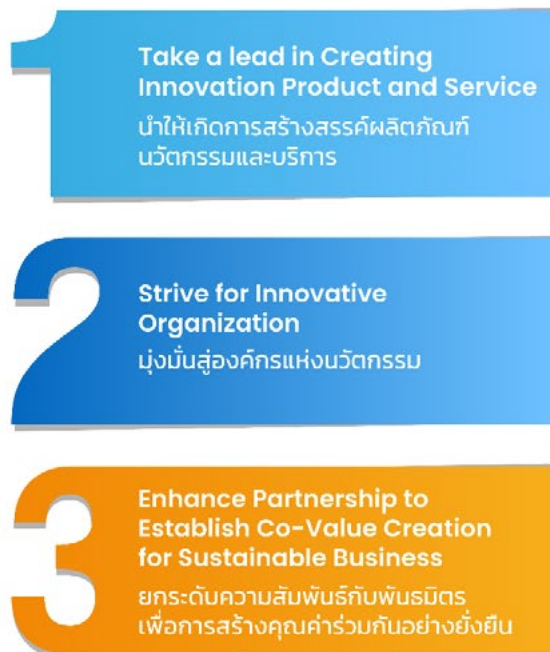 1
Take a lead in Creating
Innovation Product and Service
นำให้เกิดการสร้างสรรค์ผลิตภัณฑ์
นวัตกรรมและบริการ
2
Strive for Innovative
Organization
มุ่งมั่นสู่องค์กรแห่งนวัตกรรม
3
Enhance Partnership to
Establish Co-Value Creation
for Sustainable Business
ยกระดับความสัมพันธ์กับพันธมิตร
เพื่อการสร้างคุณค่าร่วมกันอย่างยั่งยืน